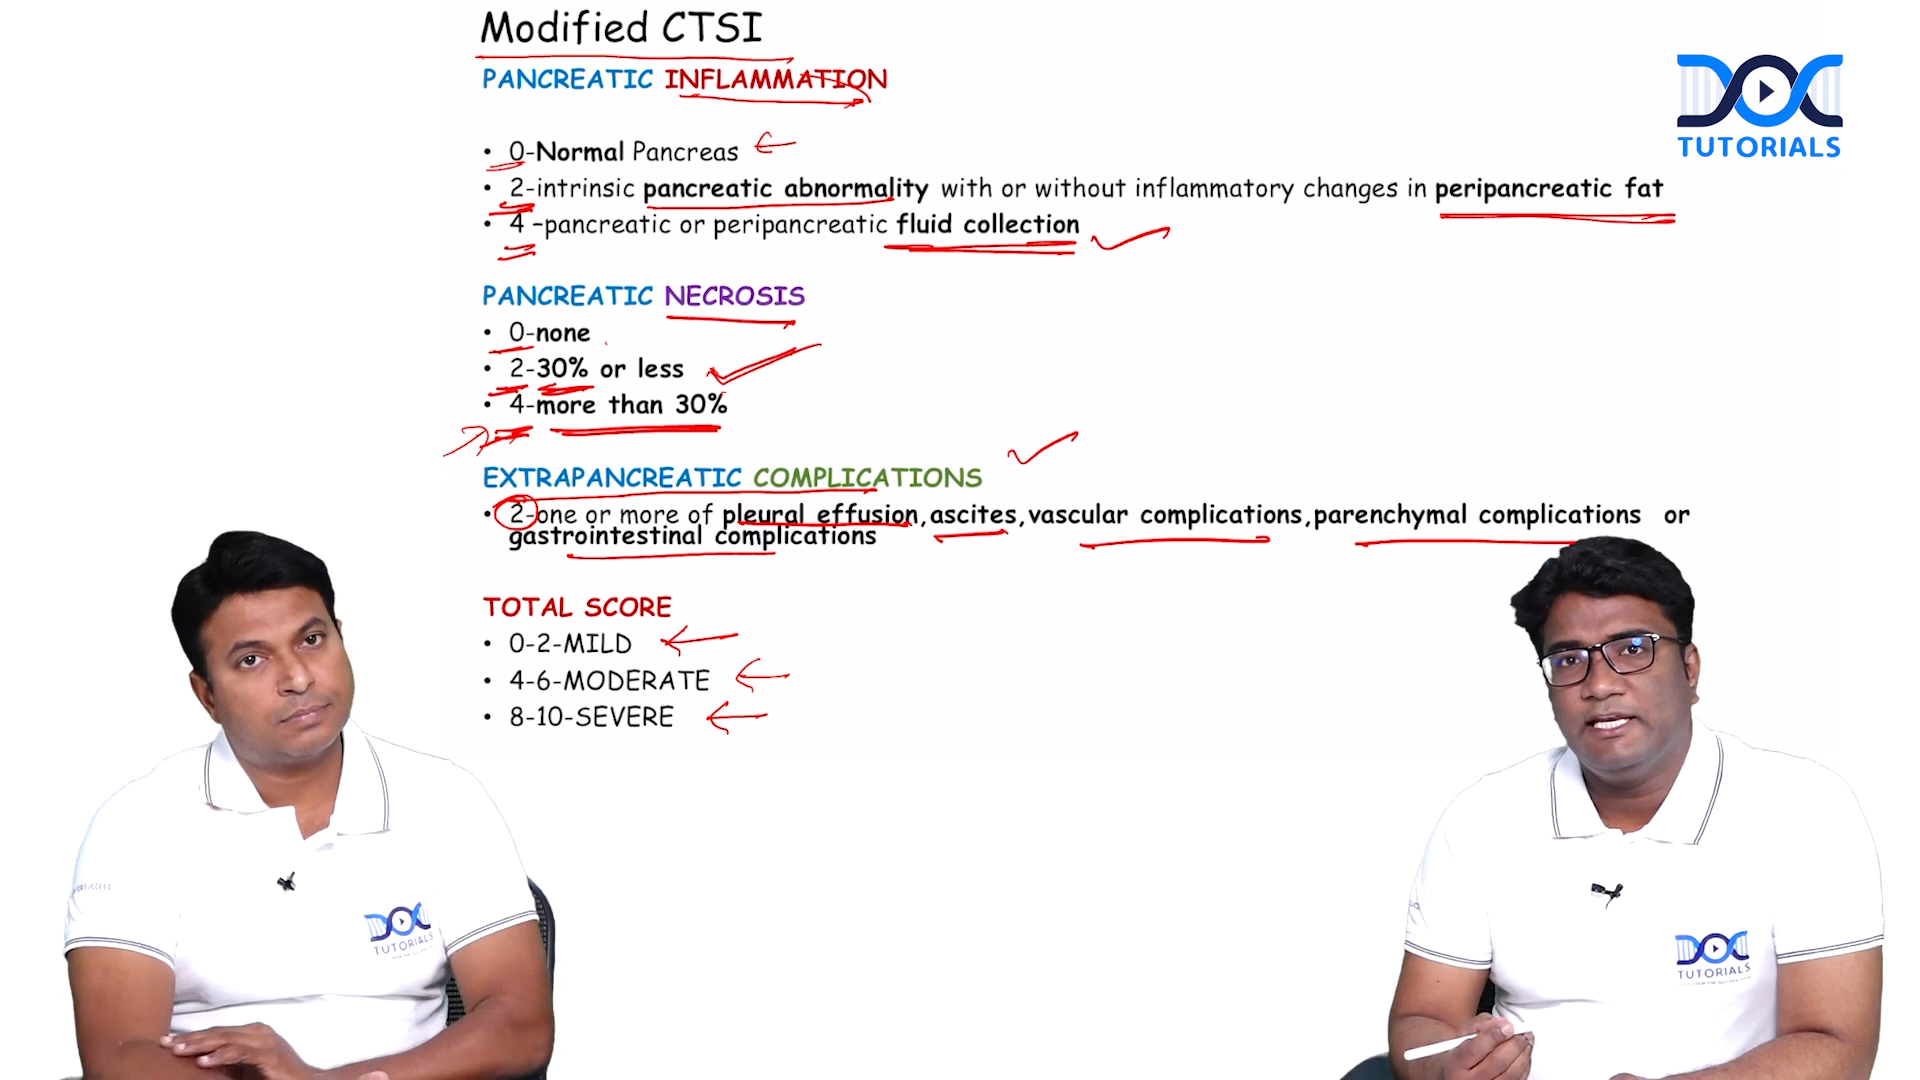 Modified CTSI
PANCREATIC INFLAMMATION
DOC
TUTORIALS
• 0-Normal Pancreas
• 2-intrinsic pancreatic abnormality with or without inflammatory changes in peripancreatic fat
• 4 -pancreatic or peripancreatic fluid collection
PANCREATIC NECROSIS
• 0-none
• 2-30% or less
• 4-more than 30%
EXTRAPANCREATIC COMPLICATIONS
• 2-one or more of pleural effusion,ascites,vascular complications,parenchymal complications or
gastrointestinal complications
TOTAL SCORE
• 0-2-MILD
• 4-6-MODERATE
• 8-10-SEVERE
TUTORIALS
TUTORIALS